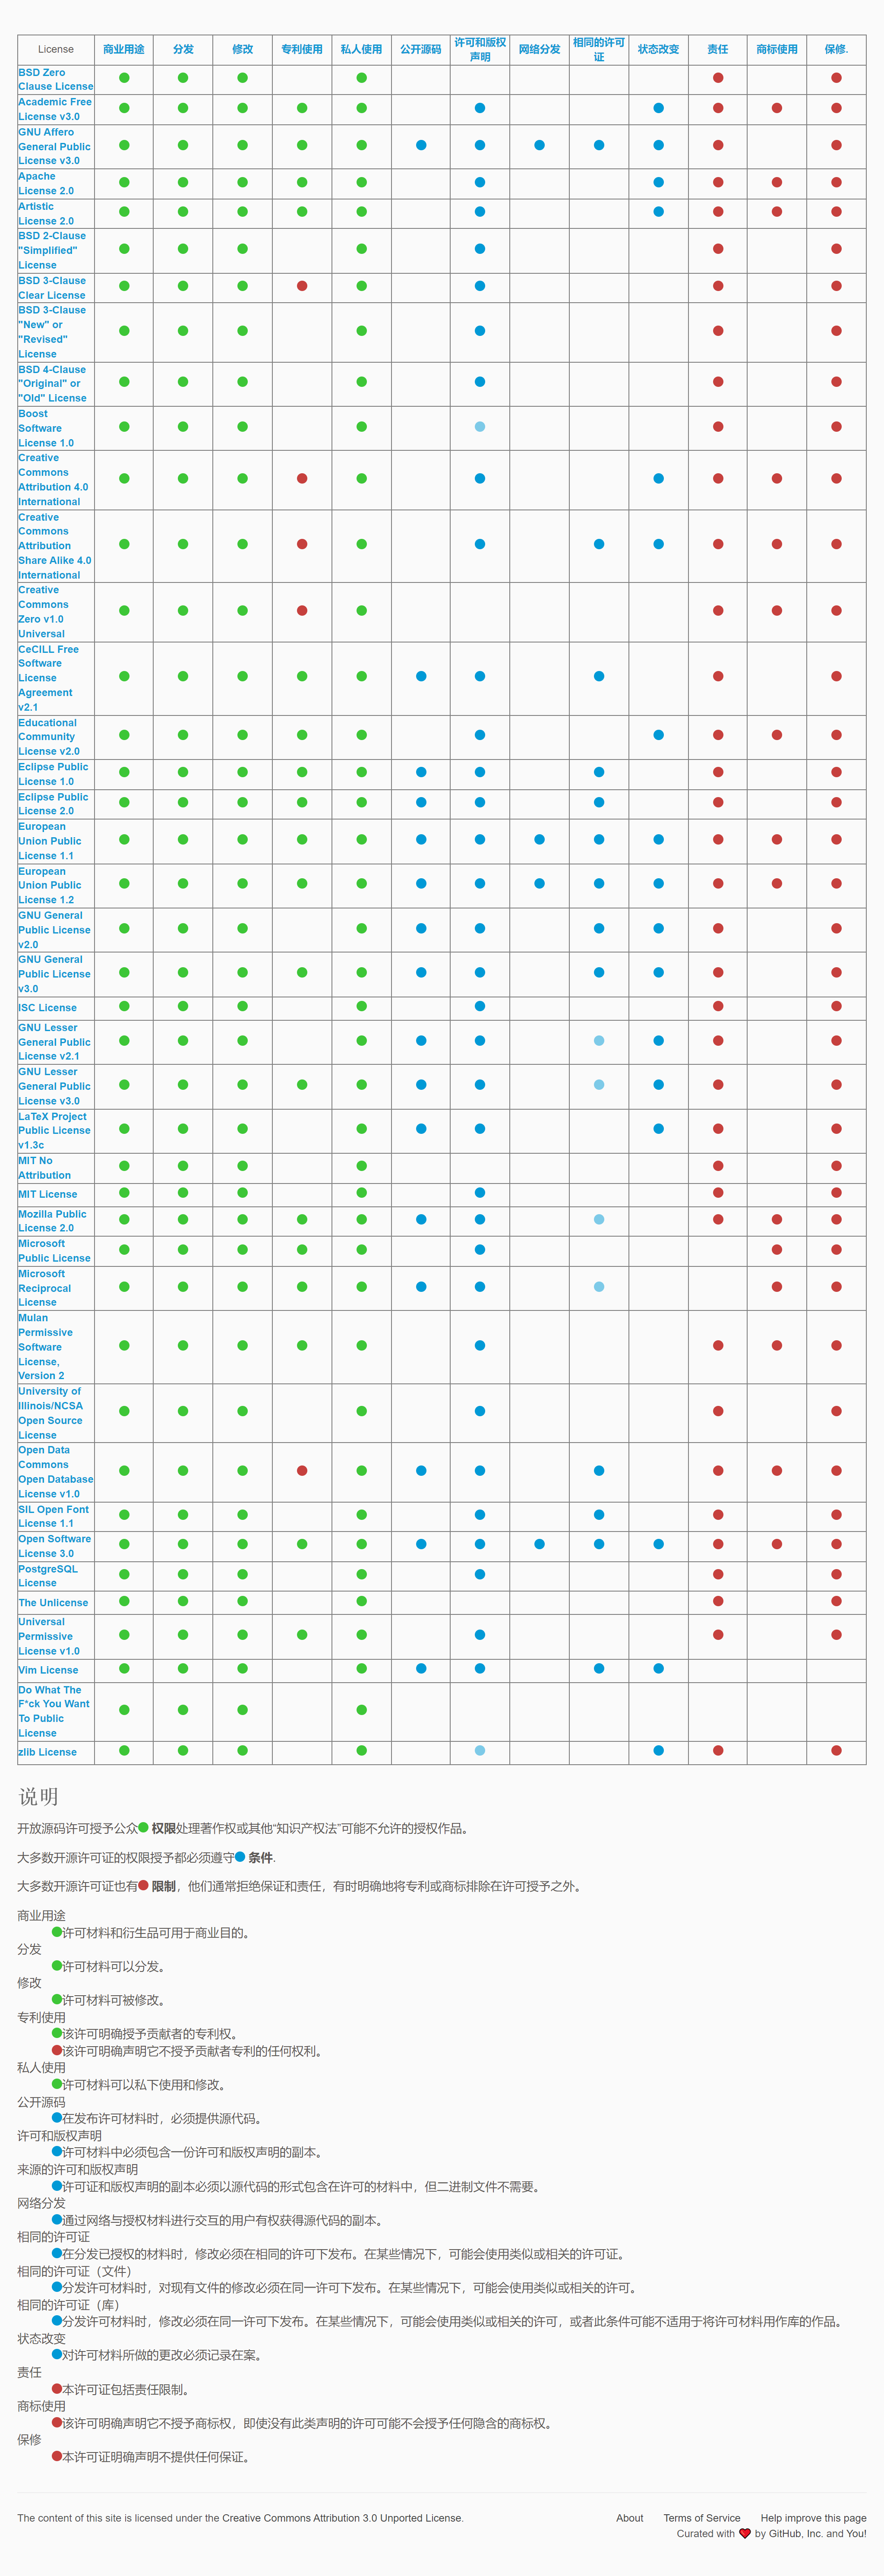 License 商业用途 分发 修改 专利使用 私人使用 公开源码 许可和版权声明 网络分发 相同的许可证 状态改变 责任 商标使用 保修.
BSD Zero
Clause License
Academic Free
License v3.0
GNU Affero
General Public
License v3.0
Apache
License 2.0
Artistic
License 2.0
BSD 2-Clause
"Simplified"
License
BSD 3-Clause
Clear License
BSD 3-Clause
"New" or
"Revised"
License
BSD 4-Clause
"Original" or
"Old" License
Boost
Software
License 1.0
Creative
Commons
Attribution 4.0
International
Creative
Commons
Attribution
Share Alike 4.0
International
Creative
Commons
Zero v1.0
Universal
CeCILL Free
Software
License
Agreement
v2.1
Educational
Community
License v2.0
Eclipse Public
License 1.0
Eclipse Public
License 2.0
European
Union Public
License 1.1
European
Union Public
License 1.2
GNU General
Public License
v2.0
GNU General
Public License
v3.0
ISC License
GNU Lesser
General Public
License v2.1
GNU Lesser
General Public
License v3.0
LaTeX Project
Public License
v1.3c
MIT No
Attribution
MIT License
Mozilla Public
License 2.0
Microsoft
Public License
Microsoft
Reciprocal
License
Mulan
Permissive
Software
License,
Version 2
University of
Illinois/NCSA
Open Source
License
Open Data
Commons
Open Database
License v1.0
SIL Open Font
License 1.1
Open Software
License 3.0
PostgreSQL
License
The Unlicense
Universal
Permissive
License v1.0
Vim License
Do What The
F*ck You Want
To Public
License
zlib License
说明
开放源码许可授予公众 权限处理著作权或其他“知识产权法”可能不允许的授权作品。
大多数开源许可证的权限授予都必须遵守 条件.
大多数开源许可证也有 限制，他们通常拒绝保证和责任，有时明确地将专利或商标排除在许可授予之外。
商业用途
许可材料和衍生品可用于商业目的。
分发
许可材料可以分发。
修改
许可材料可被修改。
专利使用
该许可明确授予贡献者的专利权。
该许可明确声明它不授予贡献者专利的任何权利。
私人使用
许可材料可以私下使用和修改。
公开源码
在发布许可材料时，必须提供源代码。
许可和版权声明
许可材料中必须包含一份许可和版权声明的副本。
来源的许可和版权声明
许可证和版权声明的副本必须以源代码的形式包含在许可的材料中，但二进制文件不需要。
网络分发
通过网络与授权材料进行交互的用户有权获得源代码的副本。
相同的许可证
在分发已授权的材料时，修改必须在相同的许可下发布。在某些情况下，可能会使用类似或相关的许可证。
相同的许可证（文件）
分发许可材料时，对现有文件的修改必须在同一许可下发布。在某些情况下，可能会使用类似或相关的许可。
相同的许可证（库）
分发许可材料时，修改必须在同一许可下发布。在某些情况下，可能会使用类似或相关的许可，或者此条件可能不适用于将许可材料用作库的作品。
状态改变
对许可材料所做的更改必须记录在案。
责任
本许可证包括责任限制。
商标使用
该许可明确声明它不授予商标权，即使没有此类声明的许可可能不会授予任何隐含的商标权。
保修
本许可证明确声明不提供任何保证。
The content of this site is licensed under the Creative Commons Attribution 3.0 Unported License. About Terms of Service Help improve this page
Curated with by GitHub, Inc. and You!